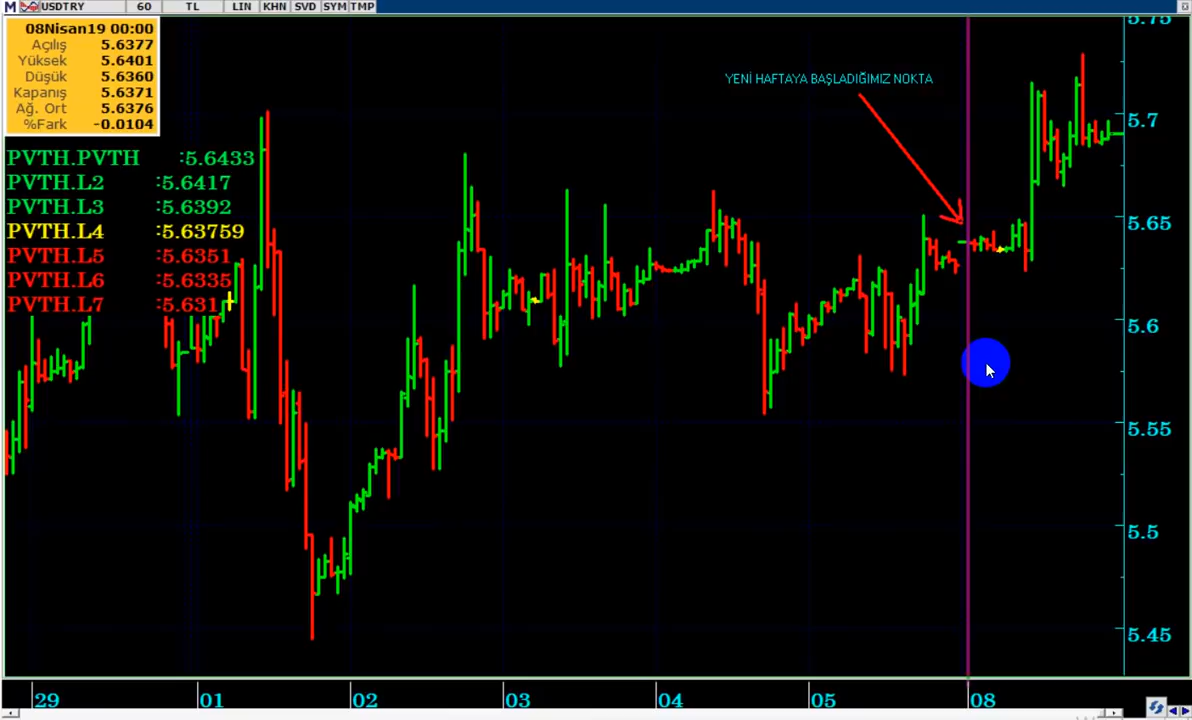 M USDTRY 60 TL LIN KHN SVD SYM TMP
08Nisan19 00:00
Açılış 5.6377
Yüksek 5.6401
Düşük 5.6360
Kapanış 5.6371
Ağ. Ort 5.6376
%Fark -0.0104
PVTH.PVTH :5.6433
PVTH.L2 :5.6417
PVTH.L3 :5.6392
PVTH.L4 :5.63759
PVTH.L5 :5.6351
PVTH.L6 :5.6335
PVTH.L7 :5.631
YENİ HAFTAYA BAŞLADIĞIMIZ NOKTA
5.75
5.7
5.65
5.6
5.55
5.5
5.45
29 01 02 03 04 05 08